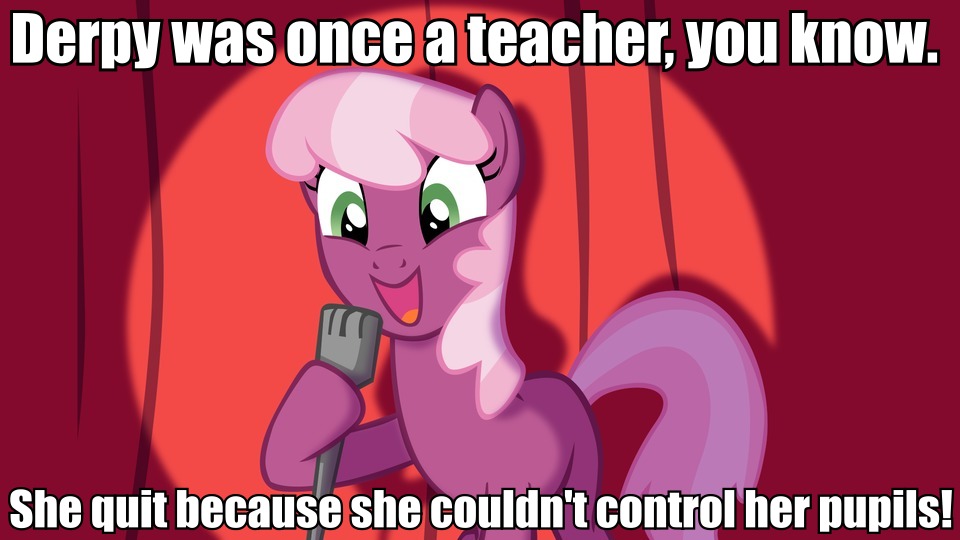 Derpy was once a teacher, you know.
She quit because she couldn't control her pupils!